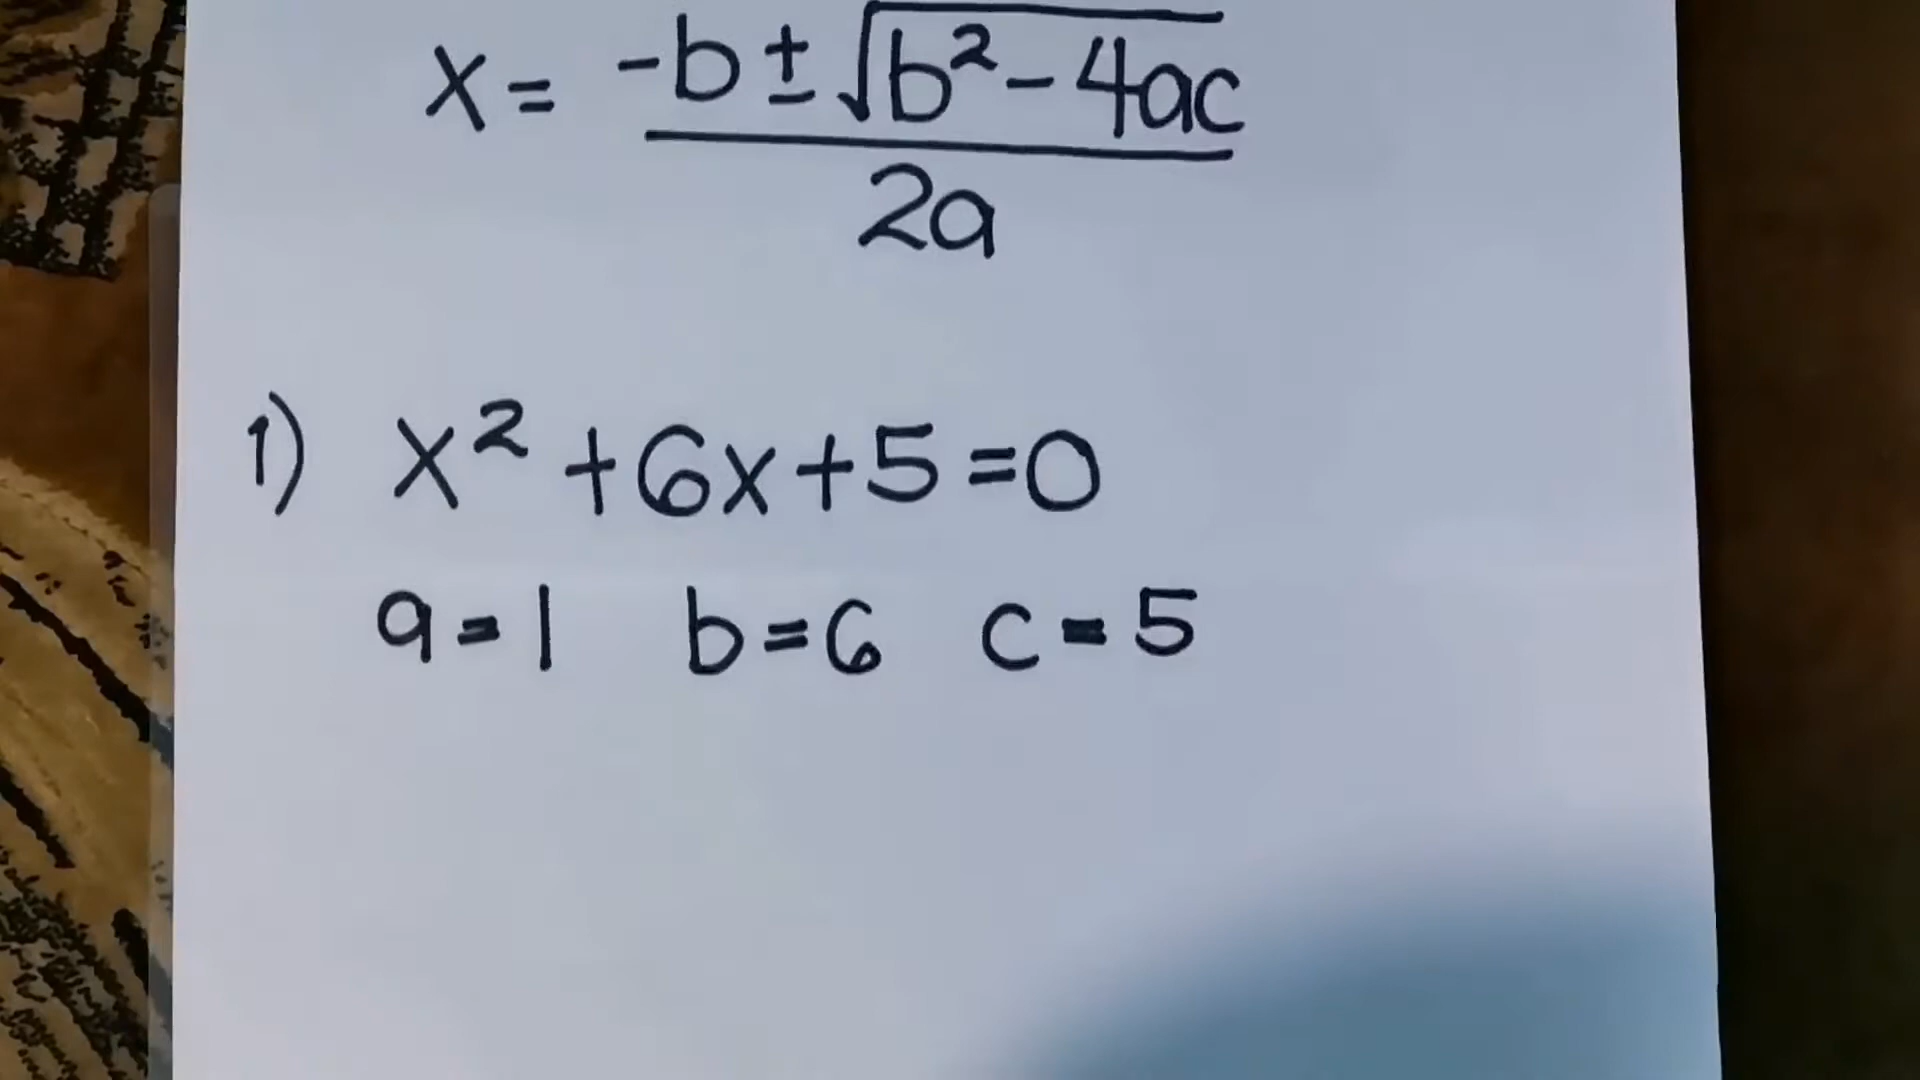 x = -b ± √b² - 4ac
2a
1) x² + 6x + 5 = 0
a = 1 b = 6 c = 5